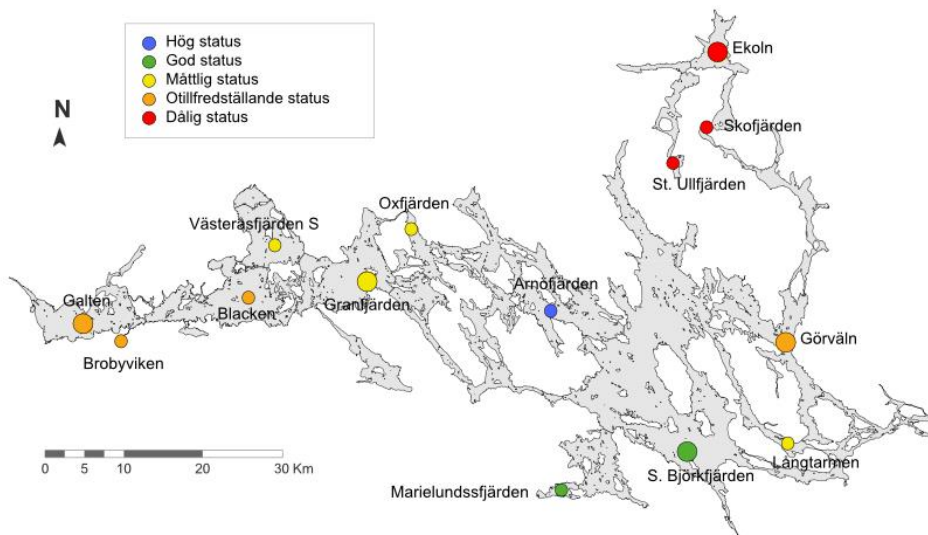 Hög status
God status
Måttlig status
Otillfredställande status
Dålig status
N
Ekoln
Skofjärden
St. Ullfjärden
Oxfjärden
Västeråsfjärden S
Arnöfjärden
Galten
Blacken
Granfjärden
Görväln
Brobyviken
0 5 10 20 30 Km
Långtarmen
S. Björkfjärden
Marielundssfjärden